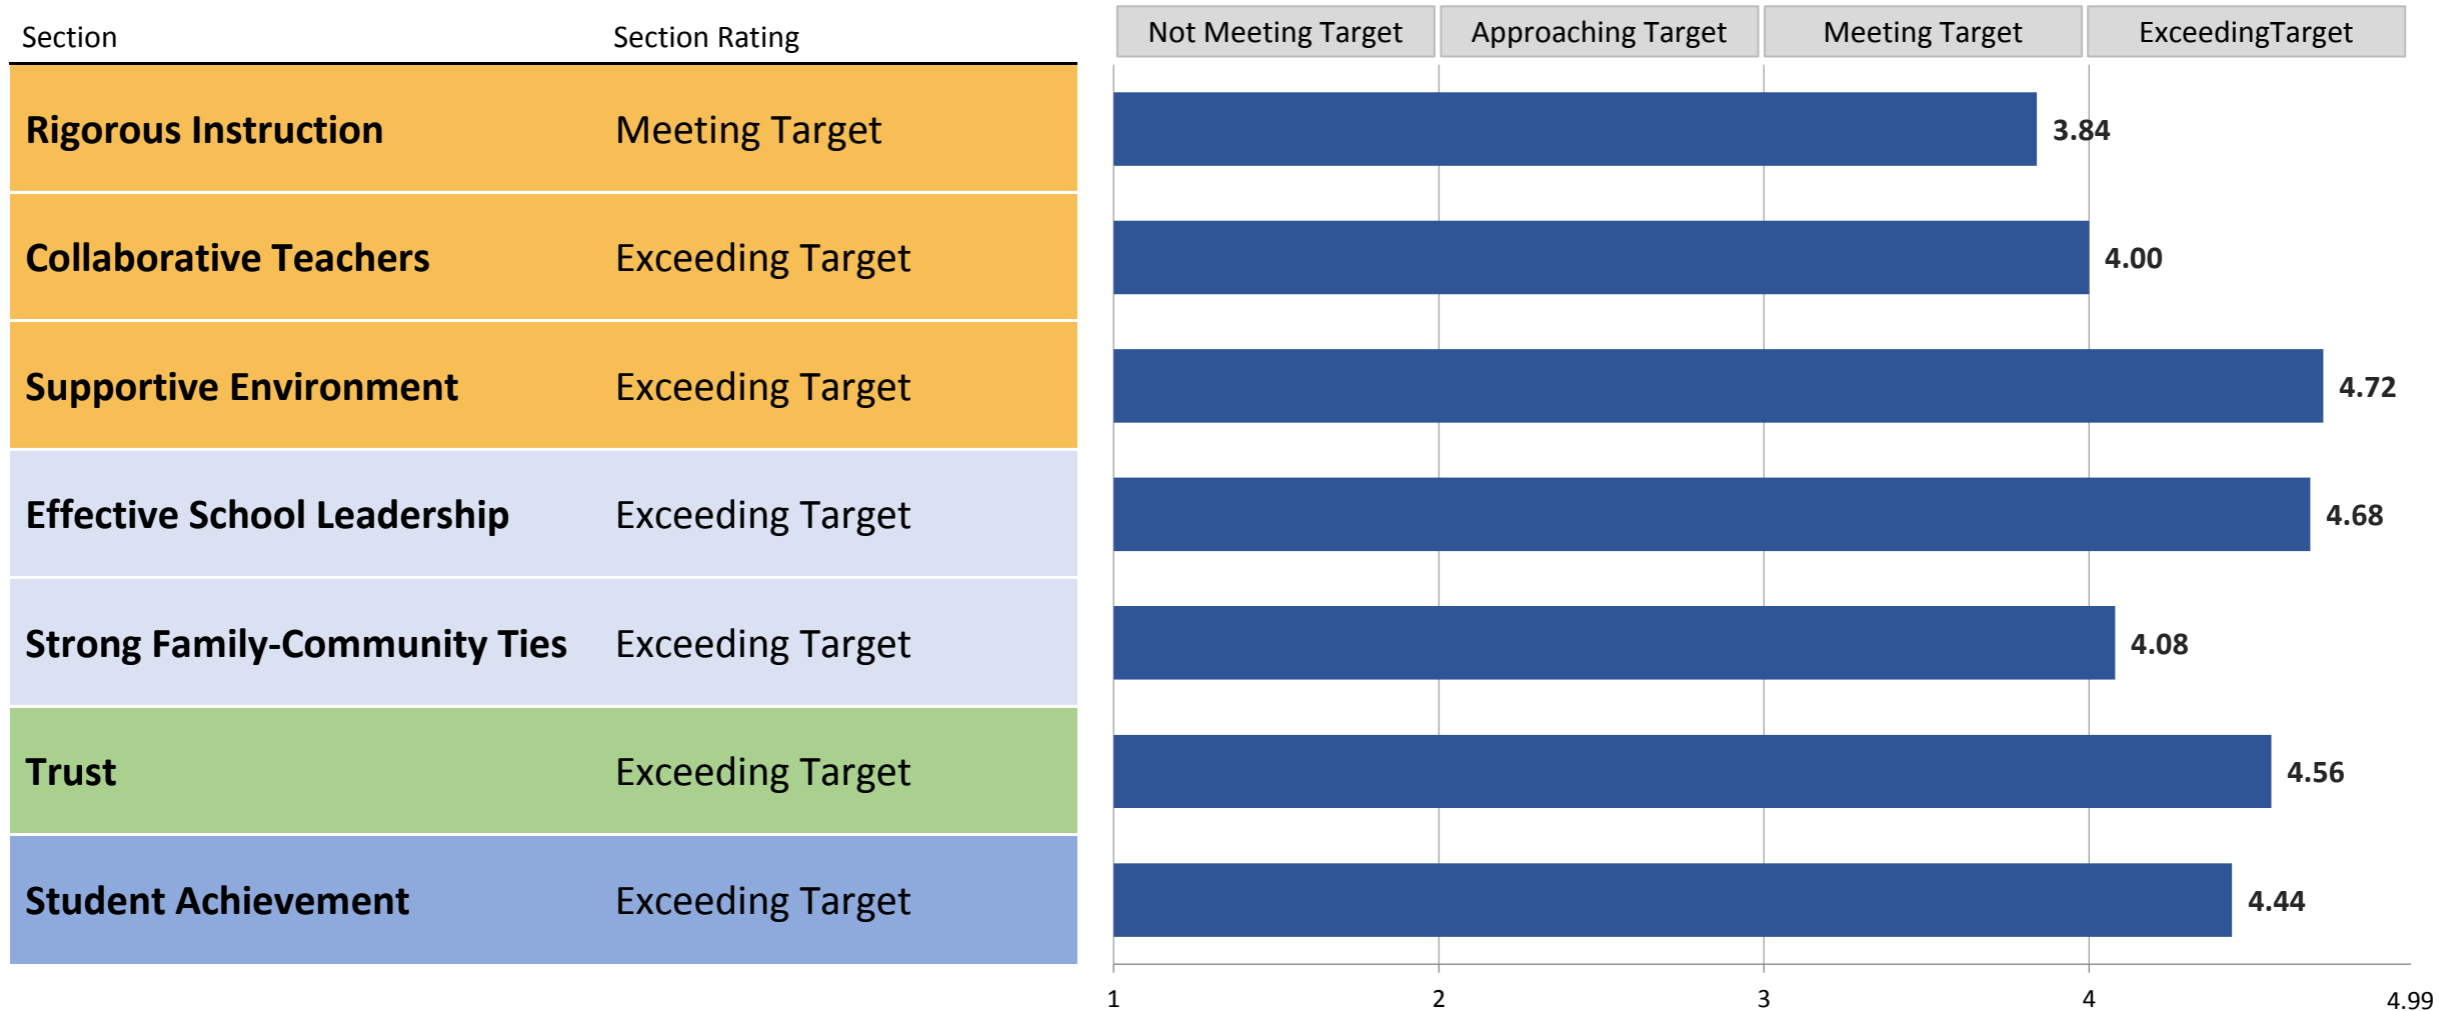 Section Section Rating Not Meeting Target Approaching Target Meeting Target ExceedingTarget
Rigorous Instruction Meeting Target 3.84
Collaborative Teachers Exceeding Target 4.00
Supportive Environment Exceeding Target 4.72
Effective School Leadership Exceeding Target 4.68
Strong Family-Community Ties Exceeding Target 4.08
Trust Exceeding Target 4.56
Student Achievement Exceeding Target 4.44
1 2 3 4 4.99